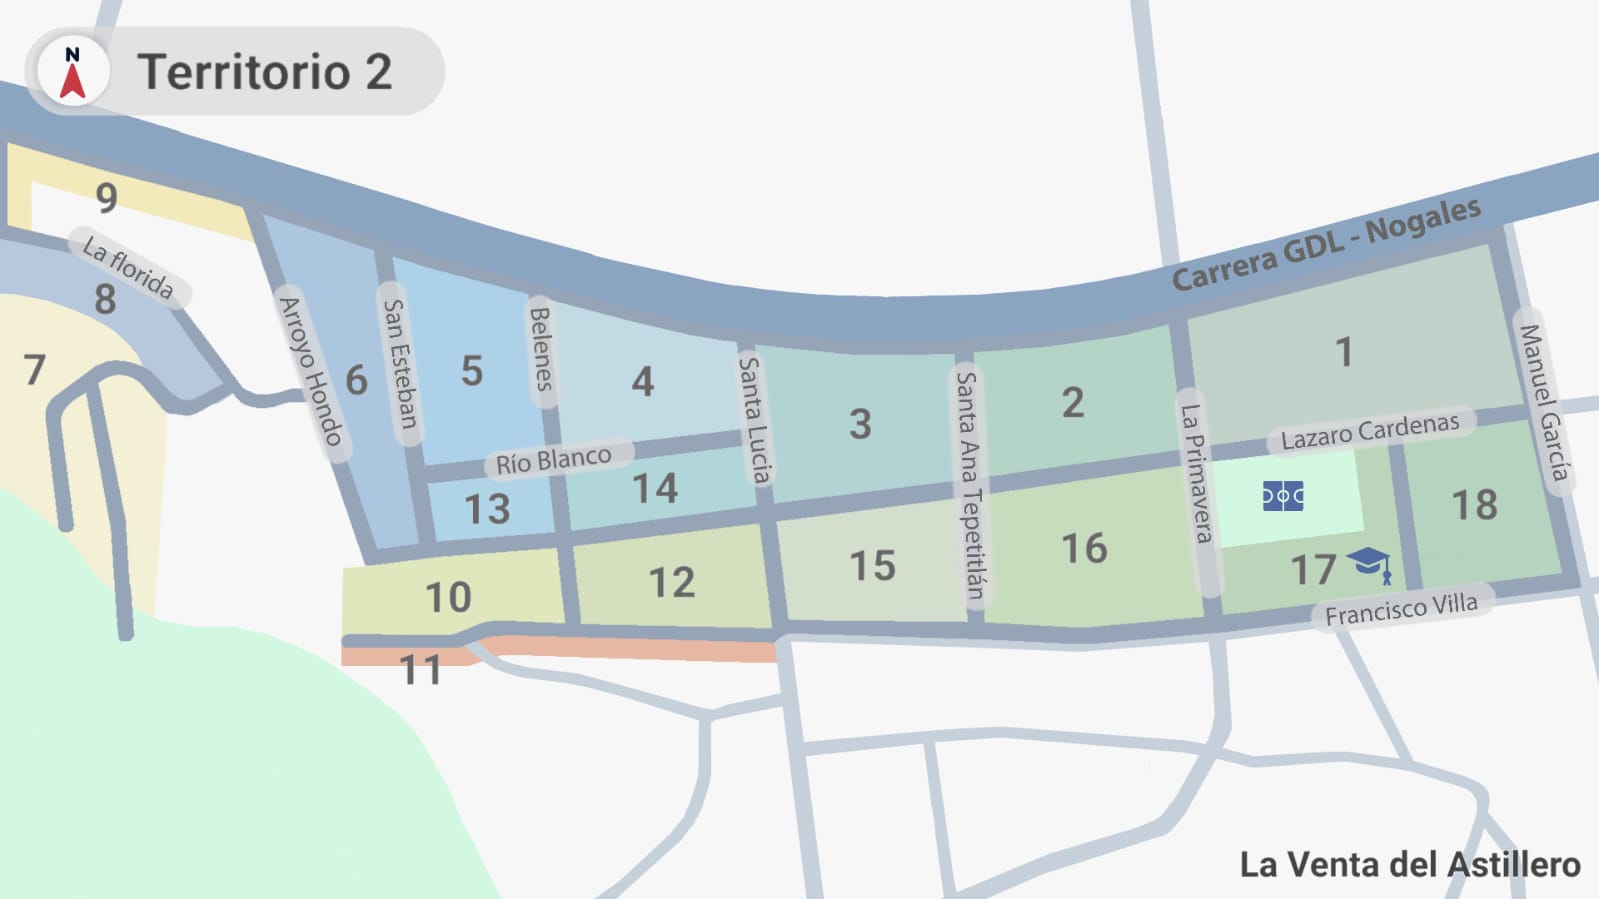 N
Territorio 2
Carrera GDL - Nogales
9
La florida
8
7
Arroyo Hondo
6
San Esteban
5
Belenes
4
Santa Lucia
3
Santa Ana Tepetitlán
2
La Primavera
1
Manuel García
Lazaro Cardenas
Río Blanco
13
14
10
12
15
16
17
18
Francisco Villa
11
La Venta del Astillero